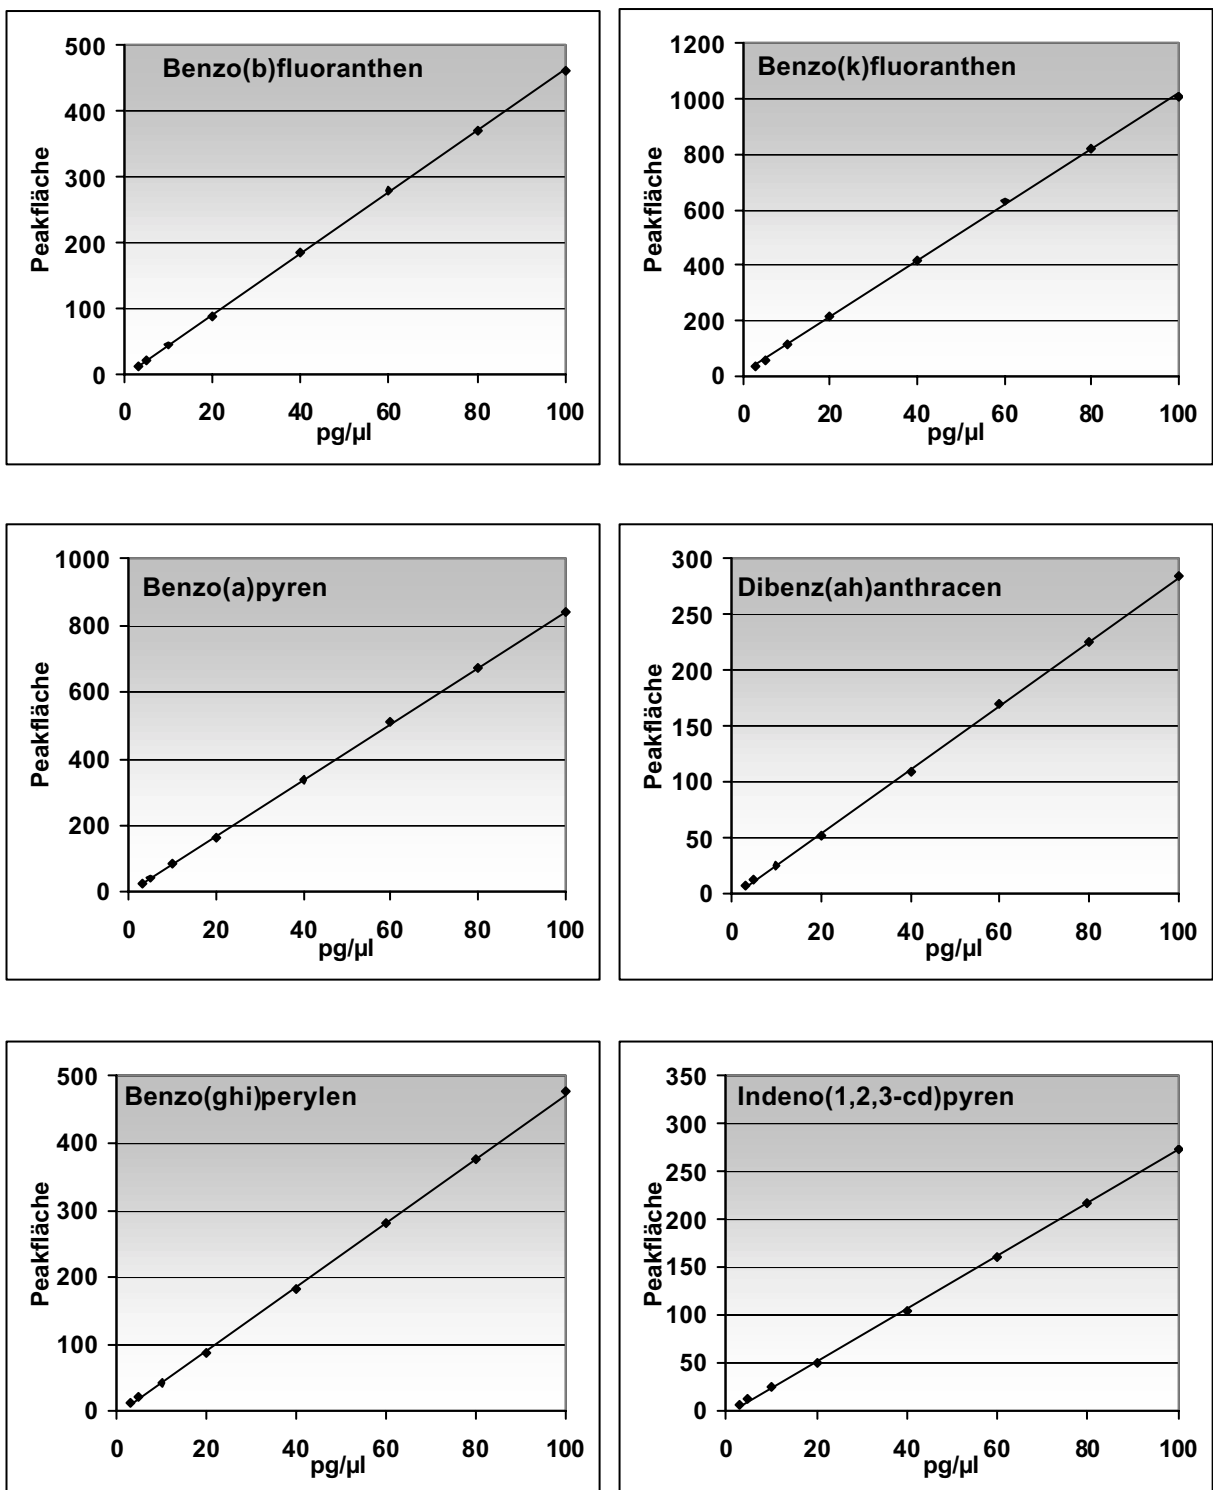 Benzo(b)fluoranthen
Peakfläche
500
400
300
200
100
0
0 20 40 60 80 100
pg/µl
Benzo(k)fluoranthen
Peakfläche
1200
1000
800
600
400
200
0
0 20 40 60 80 100
pg/µl
Benzo(a)pyren
Peakfläche
1000
800
600
400
200
0
0 20 40 60 80 100
pg/µl
Dibenz(ah)anthracen
Peakfläche
300
250
200
150
100
50
0
0 20 40 60 80 100
pg/µl
Benzo(ghi)perylen
Peakfläche
500
400
300
200
100
0
0 20 40 60 80 100
pg/µl
Indeno(1,2,3-cd)pyren
Peakfläche
350
300
250
200
150
100
50
0
0 20 40 60 80 100
pg/µl